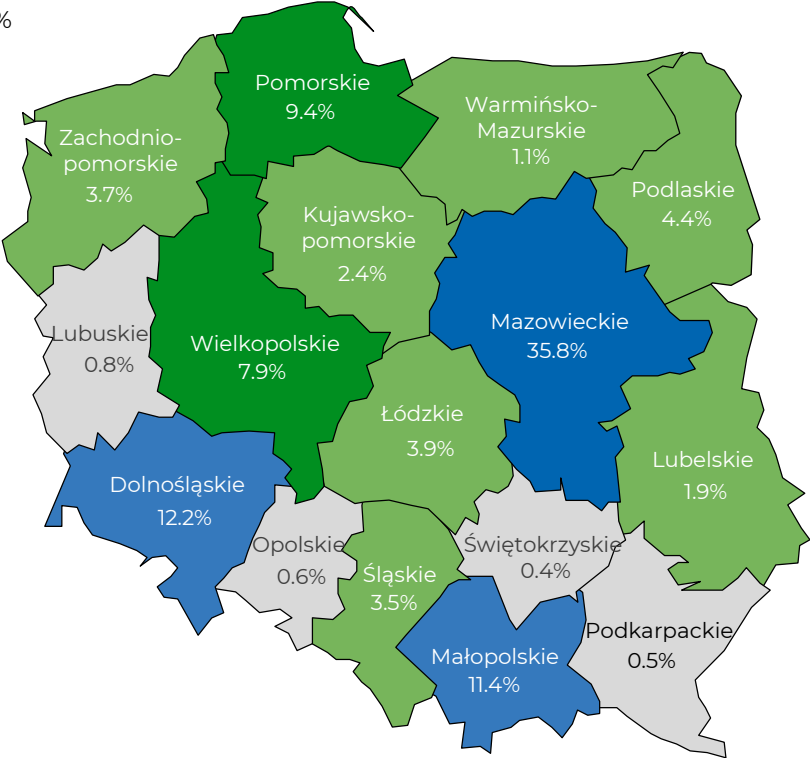 %
Pomorskie
9.4%
Warmińsko-
Mazurskie
1.1%
Zachodnio-
pomorskie
3.7%
Podlaskie
4.4%
Kujawsko-
pomorskie
2.4%
Mazowieckie
35.8%
Lubuskie
0.8%
Wielkopolskie
7.9%
Łódzkie
3.9%
Lubelskie
1.9%
Dolnośląskie
12.2%
Opolskie
0.6%
Świętokrzyskie
0.4%
Śląskie
3.5%
Podkarpackie
0.5%
Małopolskie
11.4%